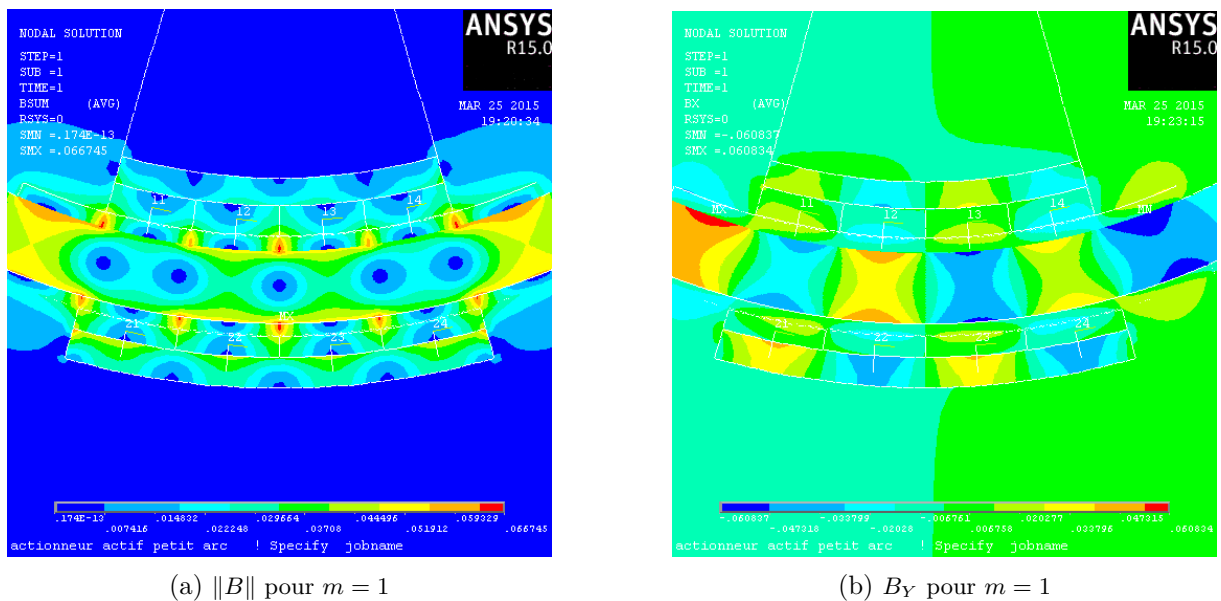 ANSYS
R15.0
NODAL SOLUTION
STEP=1
SUB =1
TIME=1
BSUM (AVG)
RSYS=0
SMN =.174E-13
SMX =.066745
MAR 25 2015
19:20:34
11
12
13
14
MX
21
22
23
24
.174E-13
.014832
.029664
.044496
.059329
.007416
.022248
.03708
.051912
.066745
actionneur actif petit arc ! Specify jobname
(a) ‖B‖ pour m = 1
ANSYS
R15.0
NODAL SOLUTION
STEP=1
SUB =1
TIME=1
BX (AVG)
RSYS=0
SMN =-.060837
SMX =.060834
MAR 25 2015
19:23:15
MX
11
12
13
14
MN
21
22
23
24
-.060837
-.033799
-.006761
.020277
.047315
-.047318
-.02028
.006758
.033796
.060834
actionneur actif petit arc ! Specify jobname
(b) B_Y pour m = 1